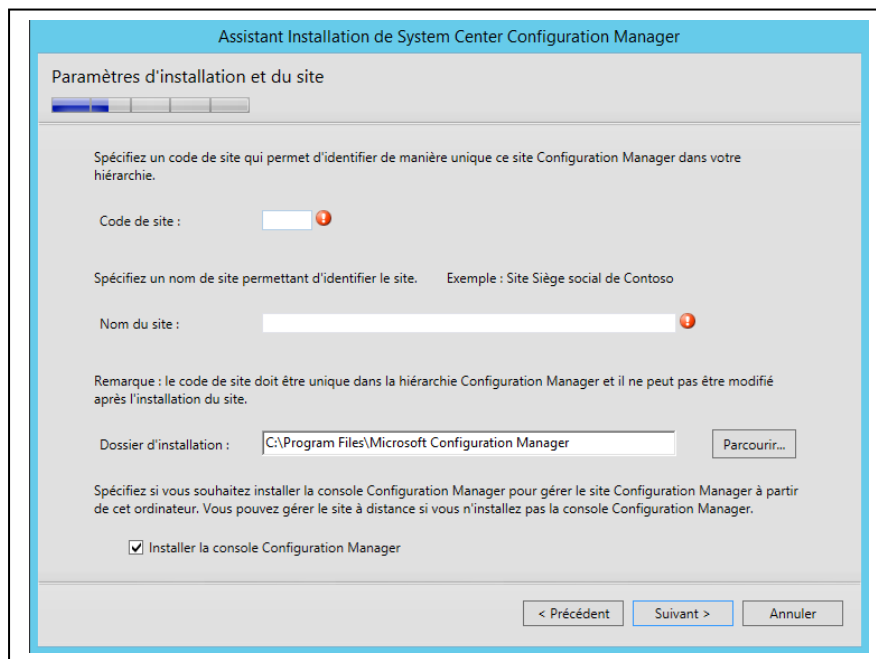 Assistant Installation de System Center Configuration Manager
Paramètres d'installation et du site
Spécifiez un code de site qui permet d'identifier de manière unique ce site Configuration Manager dans votre
hiérarchie.
Code de site :
Spécifiez un nom de site permettant d'identifier le site. Exemple : Site Siège social de Contoso
Nom du site :
Remarque : le code de site doit être unique dans la hiérarchie Configuration Manager et il ne peut pas être modifié
après l'installation du site.
Dossier d'installation : C:\Program Files\Microsoft Configuration Manager Parcourir...
Spécifiez si vous souhaitez installer la console Configuration Manager pour gérer le site Configuration Manager à partir
de cet ordinateur. Vous pouvez gérer le site à distance si vous n'installez pas la console Configuration Manager.
Installer la console Configuration Manager
< Précédent Suivant > Annuler